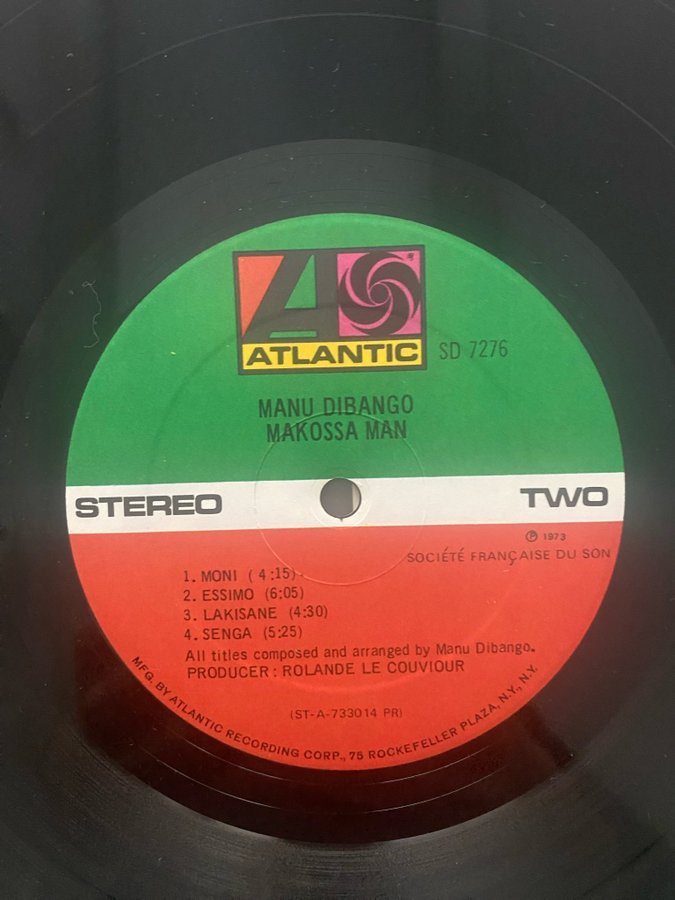 ATLANTIC
SD 7276
MANU DIBANGO
MAKOSSA MAN
STEREO
TWO
℗ 1973
SOCIÉTÉ FRANÇAISE DU SON
1. MONI ( 4:15)
2. ESSIMO (6:05)
3. LAKISANE (4:30)
4. SENGA (5:25)
All titles composed and arranged by Manu Dibango.
PRODUCER : ROLANDE LE COUVIOUR
(ST-A-733014 PR)
MFG. BY ATLANTIC RECORDING CORP., 75 ROCKEFELLER PLAZA, N.Y., N.Y.